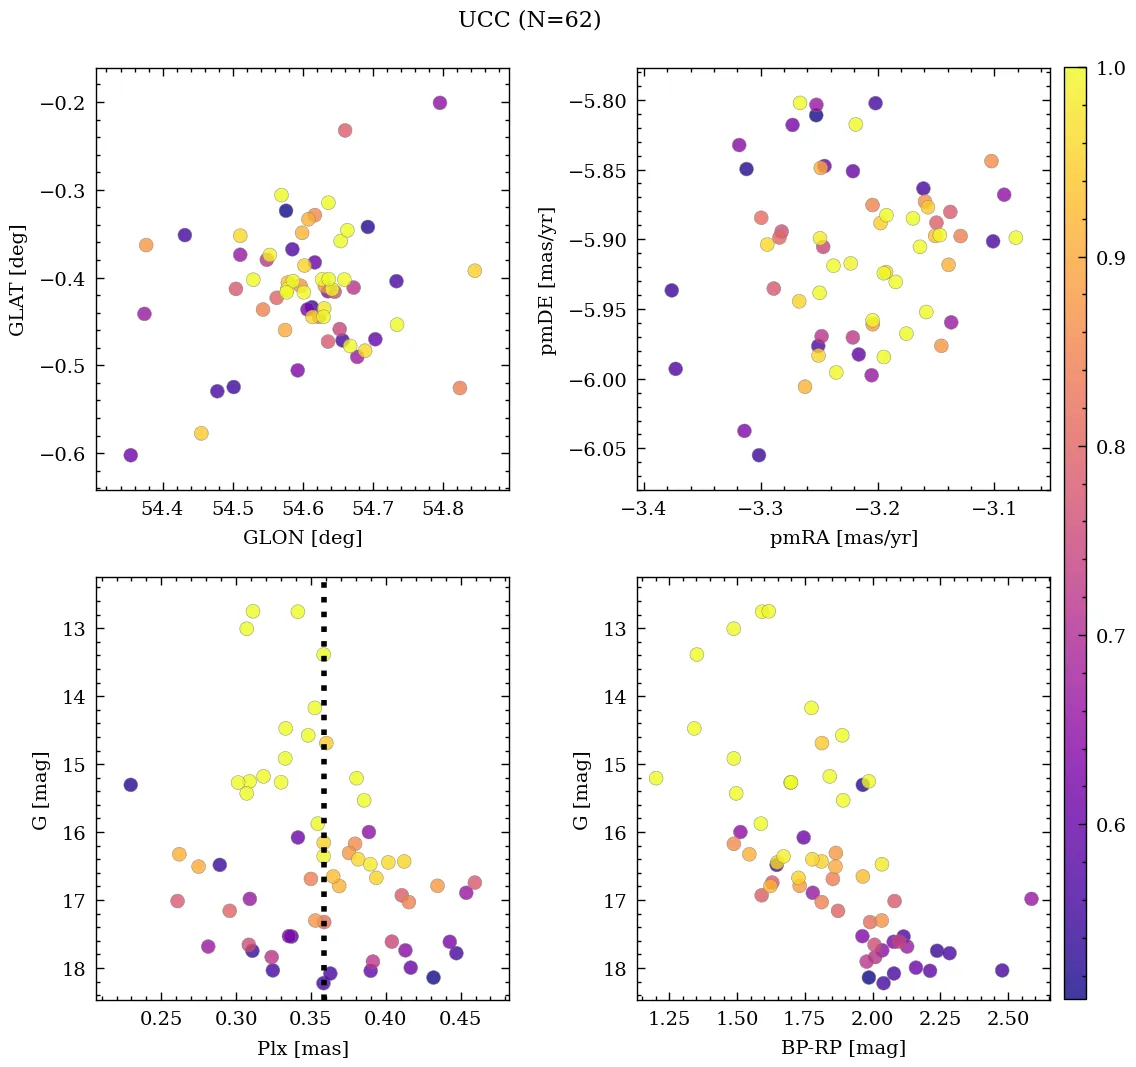 UCC (N=62)
−0.2
−0.3
−0.4
−0.5
−0.6
GLAT [deg]
54.4 54.5 54.6 54.7 54.8
GLON [deg]
−5.80
−5.85
−5.90
−5.95
−6.00
−6.05
pmDE [mas/yr]
−3.4 −3.3 −3.2 −3.1
pmRA [mas/yr]
13
14
15
16
17
18
G [mag]
0.25 0.30 0.35 0.40 0.45
Plx [mas]
13
14
15
16
17
18
G [mag]
1.25 1.50 1.75 2.00 2.25 2.50
BP-RP [mag]
1.0
0.9
0.8
0.7
0.6